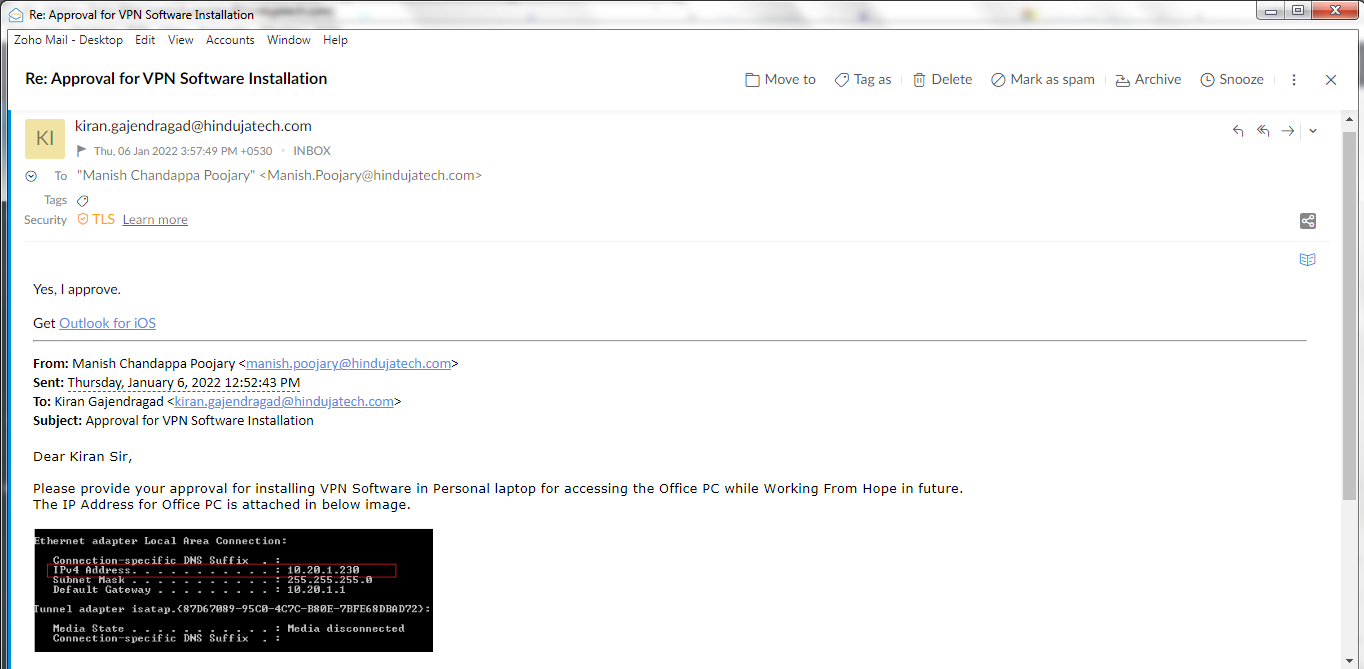 Re: Approval for VPN Software Installation
Zoho Mail - Desktop Edit View Accounts Window Help
Re: Approval for VPN Software Installation
Move to Tag as Delete Mark as spam Archive Snooze
KI
kiran.gajendragad@hindujatech.com
Thu, 06 Jan 2022 3:57:49 PM +0530 • INBOX
To "Manish Chandappa Poojary" <Manish.Poojary@hindujatech.com>
Tags
Security TLS Learn more
Yes, I approve.
Get Outlook for iOS
From: Manish Chandappa Poojary <manish.poojary@hindujatech.com>
Sent: Thursday, January 6, 2022 12:52:43 PM
To: Kiran Gajendragad <kiran.gajendragad@hindujatech.com>
Subject: Approval for VPN Software Installation
Dear Kiran Sir,
Please provide your approval for installing VPN Software in Personal laptop for accessing the Office PC while Working From Hope in future.
The IP Address for Office PC is attached in below image.
Ethernet adapter Local Area Connection:
Connection-specific DNS Suffix . :
IPv4 Address. . . . . . . . . . . : 10.20.1.230
Subnet Mask . . . . . . . . . . . : 255.255.255.0
Default Gateway . . . . . . . . . : 10.20.1.1
Tunnel adapter isatap.{87D67089-95C0-4C7C-B80E-7BFE68DBAD72}:
Media State . . . . . . . . . . . : Media disconnected
Connection-specific DNS Suffix . :